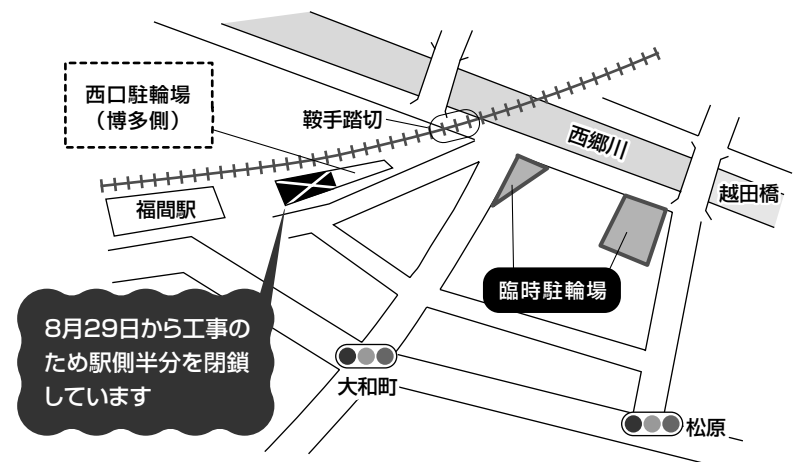 西口駐輪場
（博多側）
鞍手踏切
西郷川
越田橋
福間駅
臨時駐輪場
8月29日から工事の
ため駅側半分を閉鎖
しています
大和町
松原